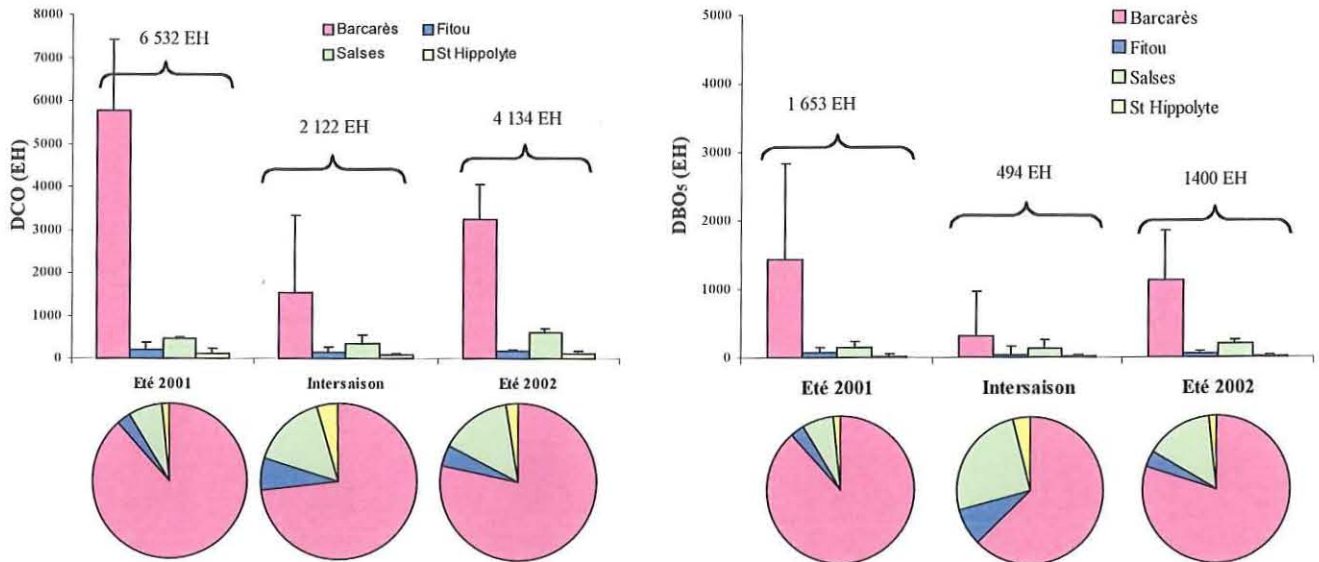 8000
7000
6000
5000
4000
3000
2000
1000
0
DCO (EH)
Barcarès
Fitou
Salses
St Hippolyte
6 532 EH
2 122 EH
4 134 EH
Eté 2001
Intersaison
Eté 2002
5000
4000
3000
2000
1000
0
DBO5 (EH)
Barcarès
Fitou
Salses
St Hippolyte
1 653 EH
494 EH
1400 EH
Eté 2001
Intersaison
Eté 2002